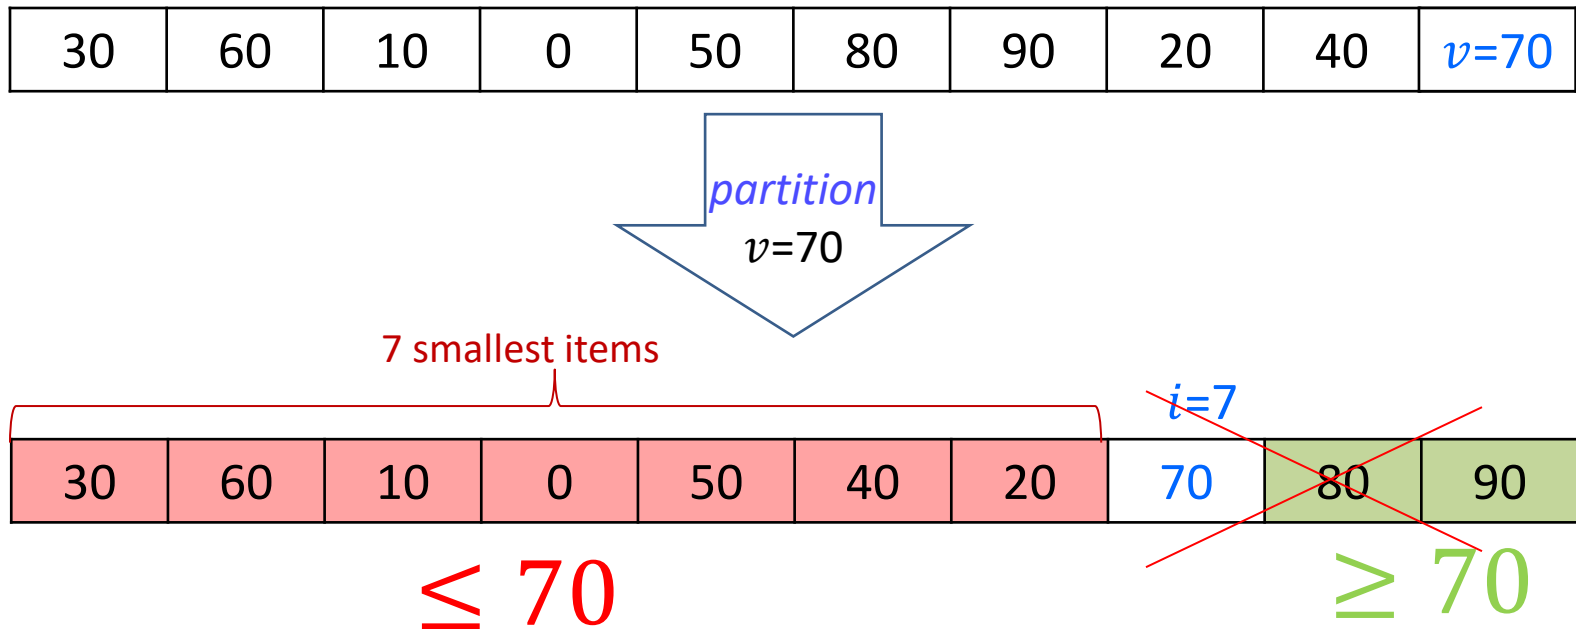 30 60 10 0 50 80 90 20 40 v=70
partition
v=70
7 smallest items
i=7
30 60 10 0 50 40 20 70 80 90
≤ 70 ≥ 70